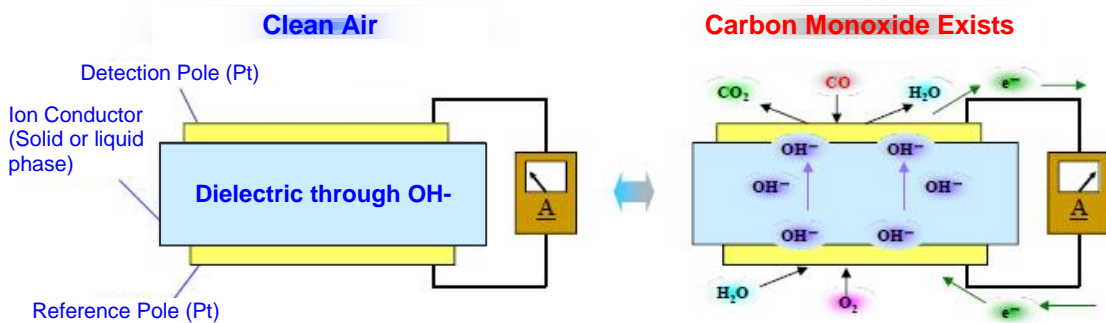 Clean Air
Detection Pole (Pt)
Ion Conductor
(Solid or liquid
phase)
Dielectric through OH-
A
Reference Pole (Pt)
Carbon Monoxide Exists
CO₂
CO
H₂O
e⁻
OH⁻
OH⁻
OH⁻
OH⁻
OH⁻
OH⁻
A
H₂O
O₂
e⁻